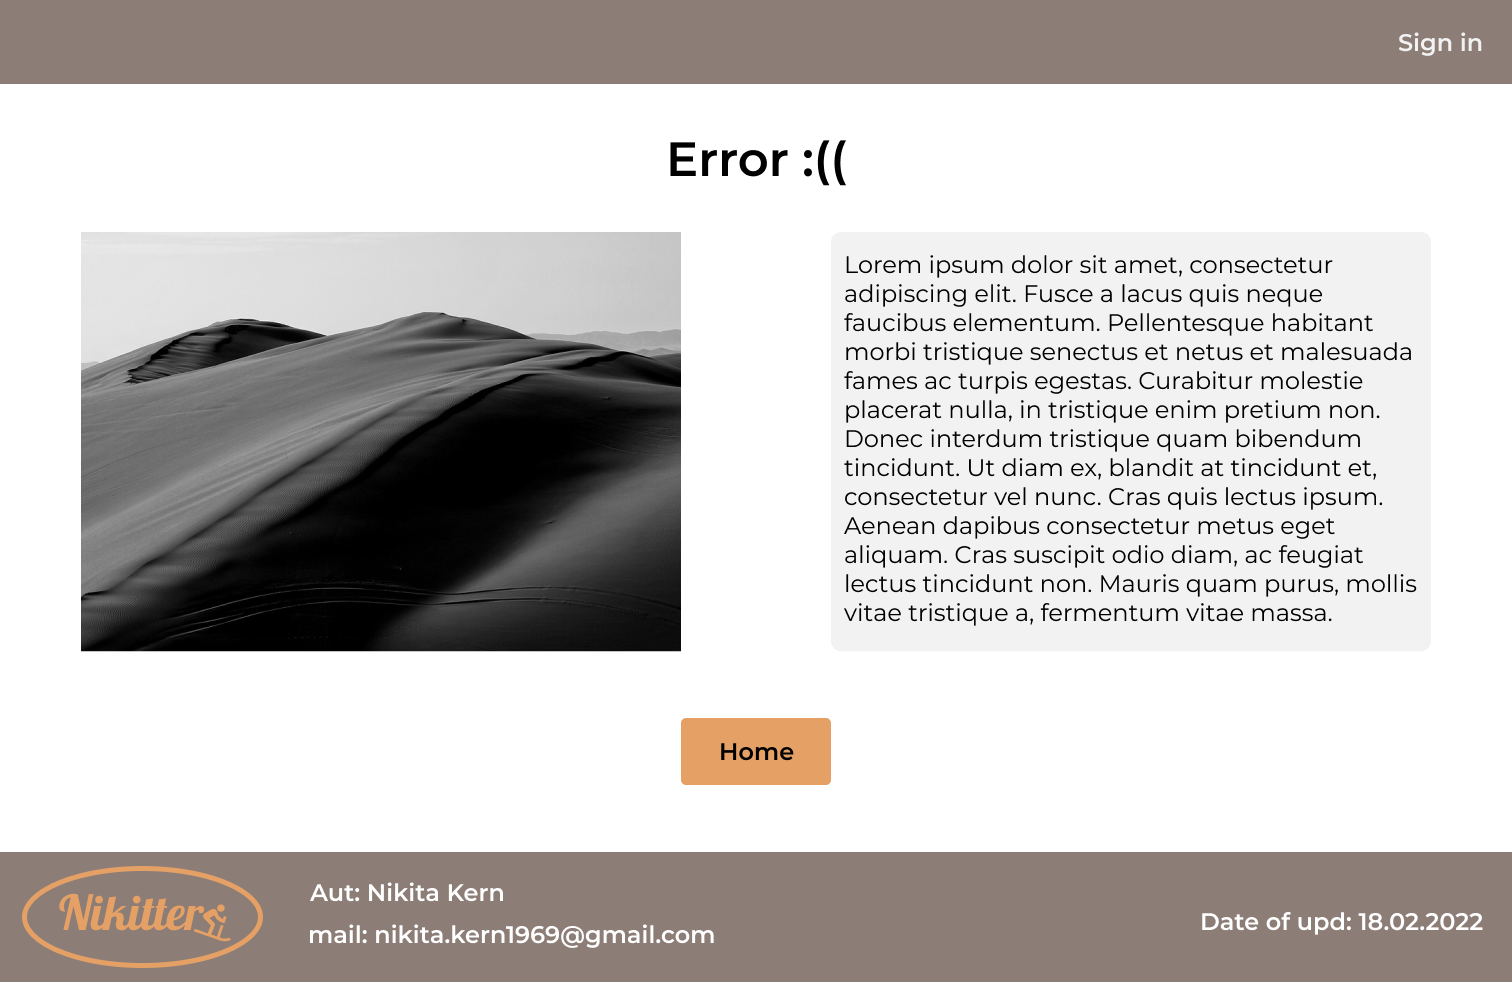 Sign in
Error :((
Lorem ipsum dolor sit amet, consectetur
adipiscing elit. Fusce a lacus quis neque
faucibus elementum. Pellentesque habitant
morbi tristique senectus et netus et malesuada
fames ac turpis egestas. Curabitur molestie
placerat nulla, in tristique enim pretium non.
Donec interdum tristique quam bibendum
tincidunt. Ut diam ex, blandit at tincidunt et,
consectetur vel nunc. Cras quis lectus ipsum.
Aenean dapibus consectetur metus eget
aliquam. Cras suscipit odio diam, ac feugiat
lectus tincidunt non. Mauris quam purus, mollis
vitae tristique a, fermentum vitae massa.
Home
Nikitter
Aut: Nikita Kern
mail: nikita.kern1969@gmail.com
Date of upd: 18.02.2022